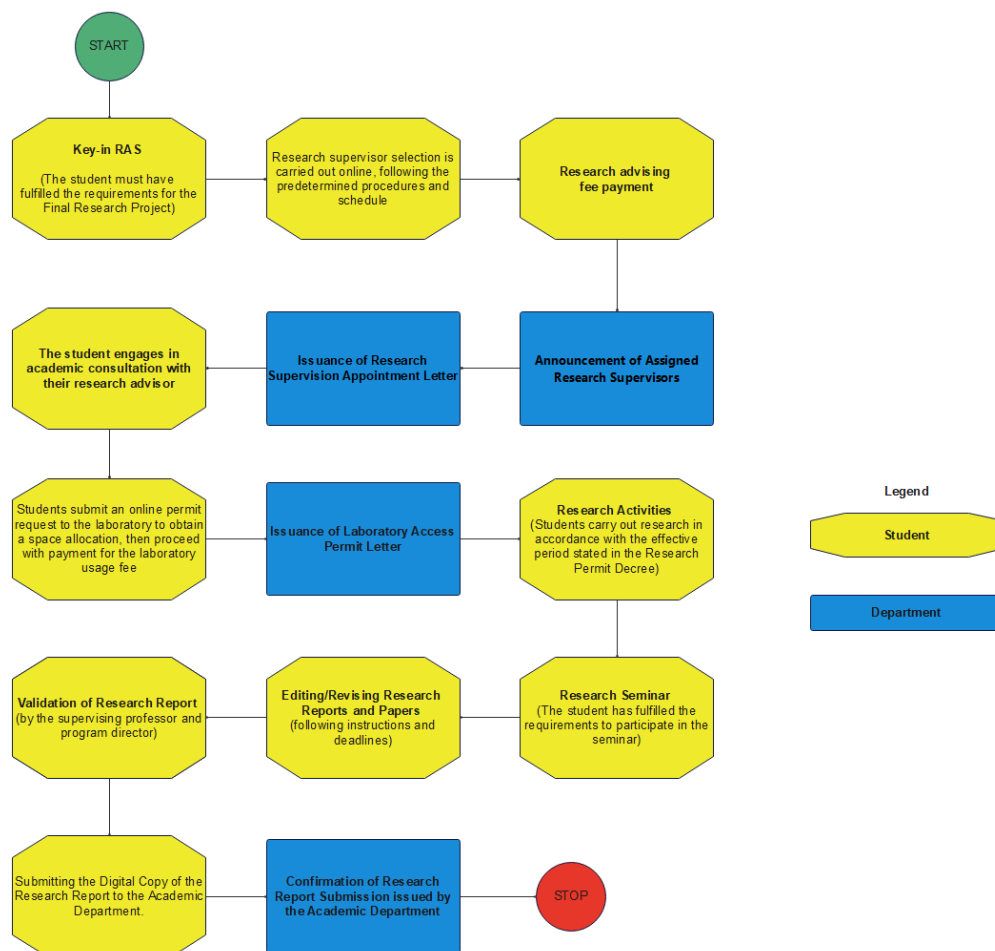 START
Key-in RAS
(The student must have
fulfilled the requirements for the
Final Research Project)
Research supervisor selection is
carried out online, following the
predetermined procedures and
schedule
Research advising
fee payment
Announcement of Assigned
Research Supervisors
Issuance of Research
Supervision Appointment Letter
The student engages in
academic consultation with
their research advisor
Students submit an online permit
request to the laboratory to obtain
a space allocation, then proceed
with payment for the laboratory
usage fee
Issuance of Laboratory Access
Permit Letter
Research Activities
(Students carry out research in
accordance with the effective
period stated in the Research
Permit Decree)
Research Seminar
(The student has fulfilled the
requirements to participate in the
seminar)
Editing/Revising Research
Reports and Papers
(following instructions and
deadlines)
Validation of Research Report
(by the supervising professor and
program director)
Submitting the Digital Copy of the
Research Report to the Academic
Department.
Confirmation of Research
Report Submission issued by
the Academic Department
STOP
Legend
Student
Department